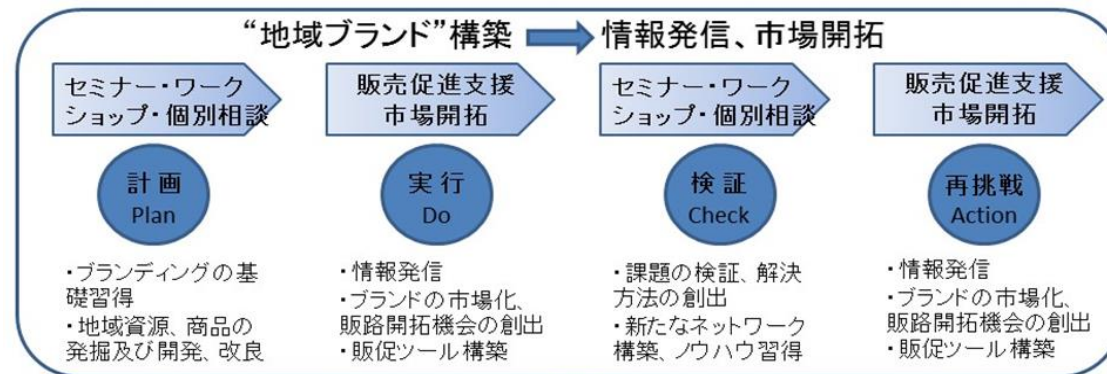 “地域ブランド”構築 情報発信、市場開拓
セミナー・ワーク
ショップ・個別相談
計画
Plan
・ブランディングの基
礎習得
・地域資源、商品の
発掘及び開発、改良
販売促進支援
市場開拓
実行
Do
・情報発信
・ブランドの市場化、
販路開拓機会の創出
・販促ツール構築
セミナー・ワーク
ショップ・個別相談
検証
Check
・課題の検証、解決
方法の創出
・新たなネットワーク
構築、ノウハウ習得
販売促進支援
市場開拓
再挑戦
Action
・情報発信
・ブランドの市場化、
販路開拓機会の創出
・販促ツール構築